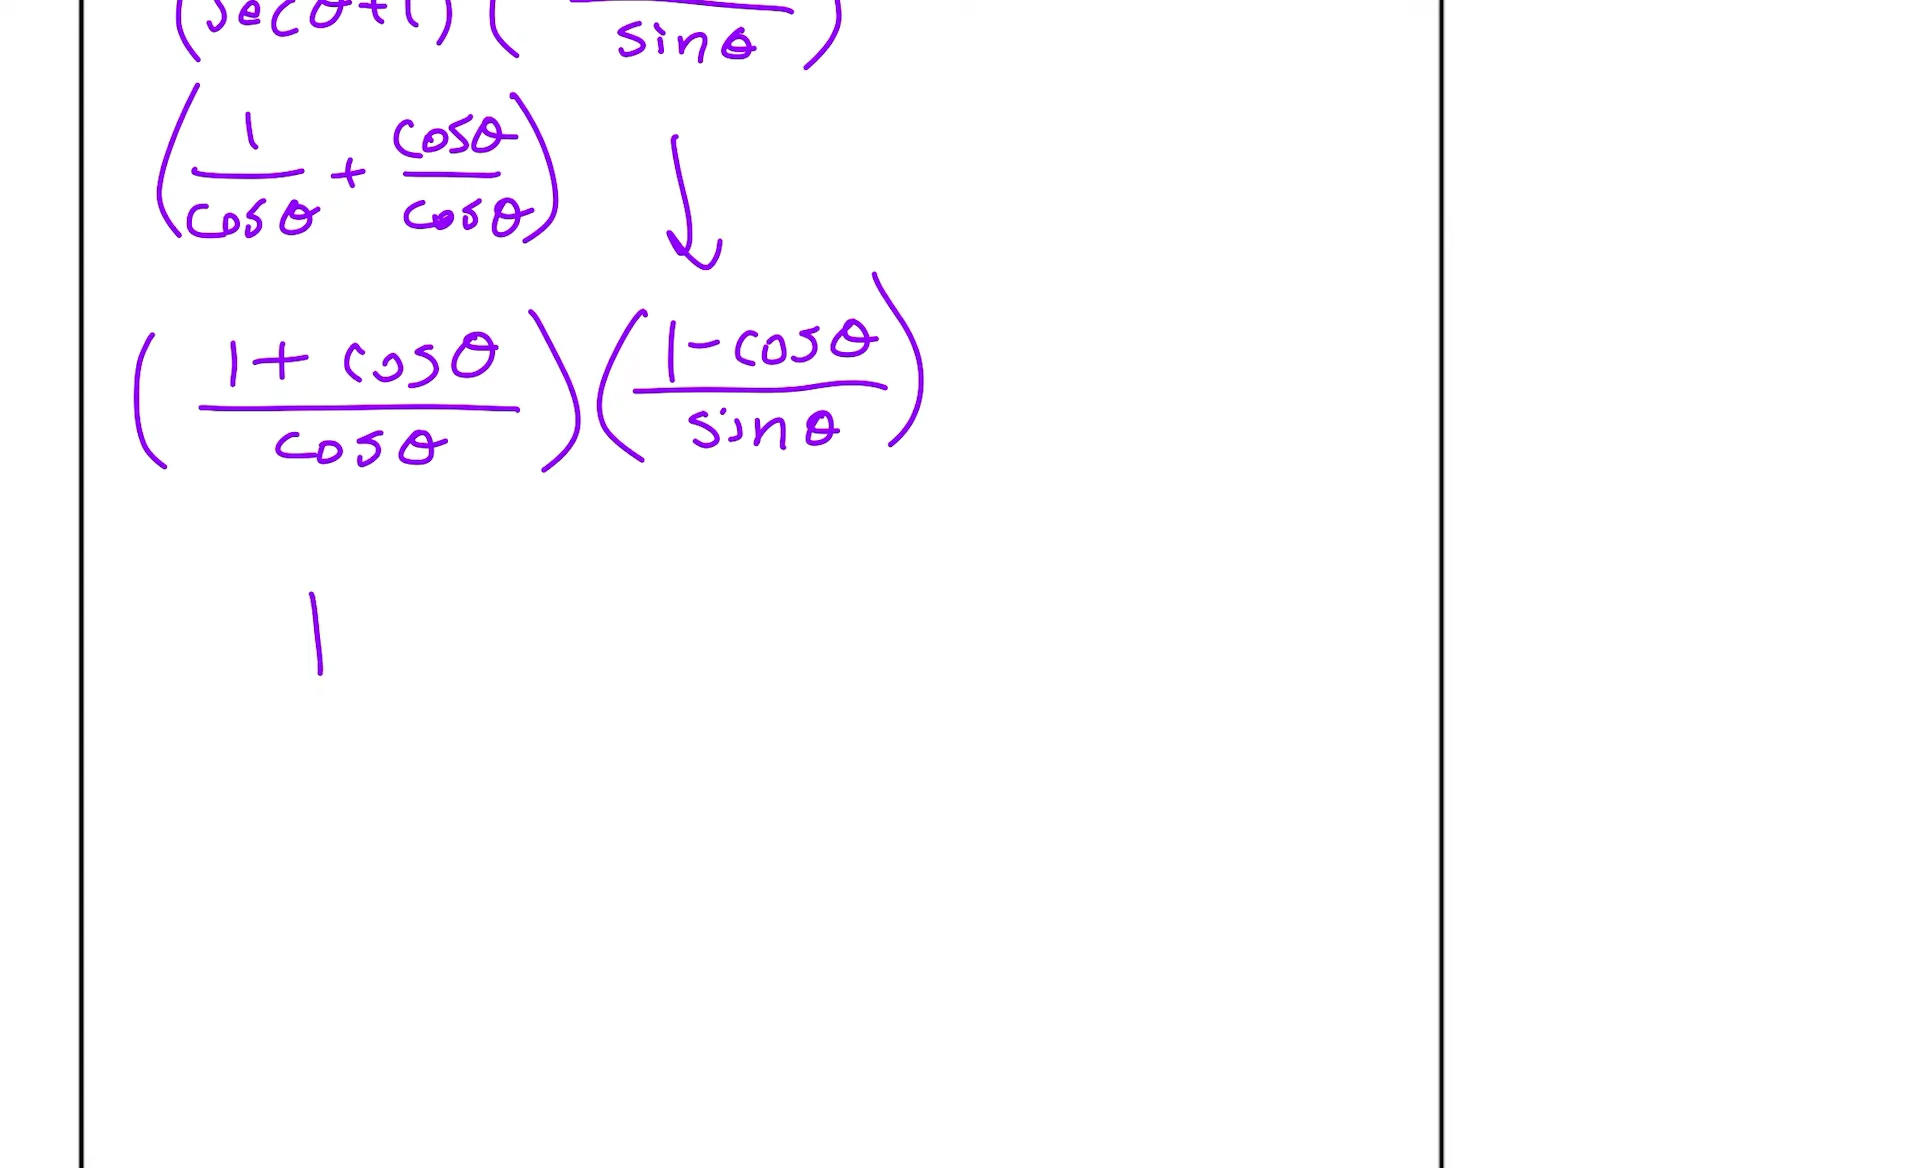 (secθ+1) ( / sinθ)
(1/cosθ + cosθ/cosθ) ↓
(1 + cosθ / cosθ) (1 - cosθ / sinθ)
1